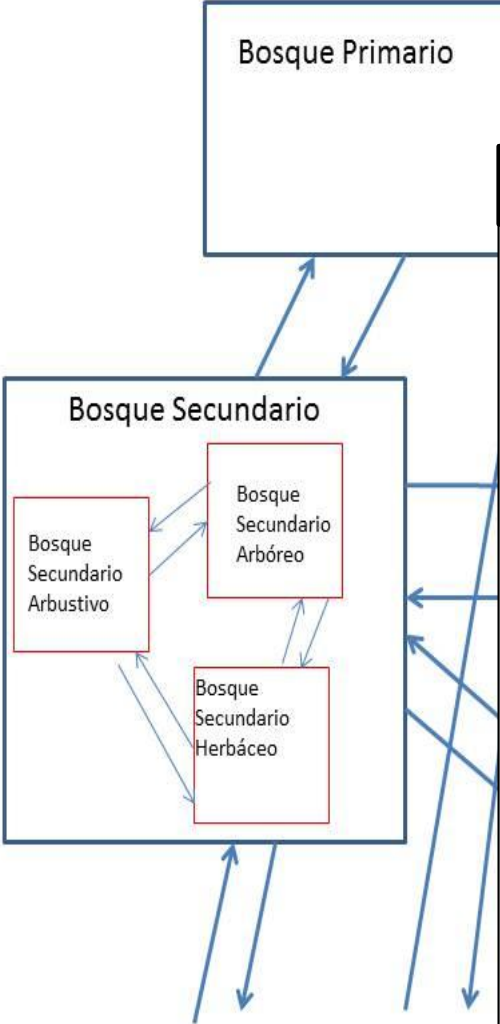 Bosque Primario
Bosque Secundario
Bosque
Secundario
Arbóreo
Bosque
Secundario
Arbustivo
Bosque
Secundario
Herbáceo